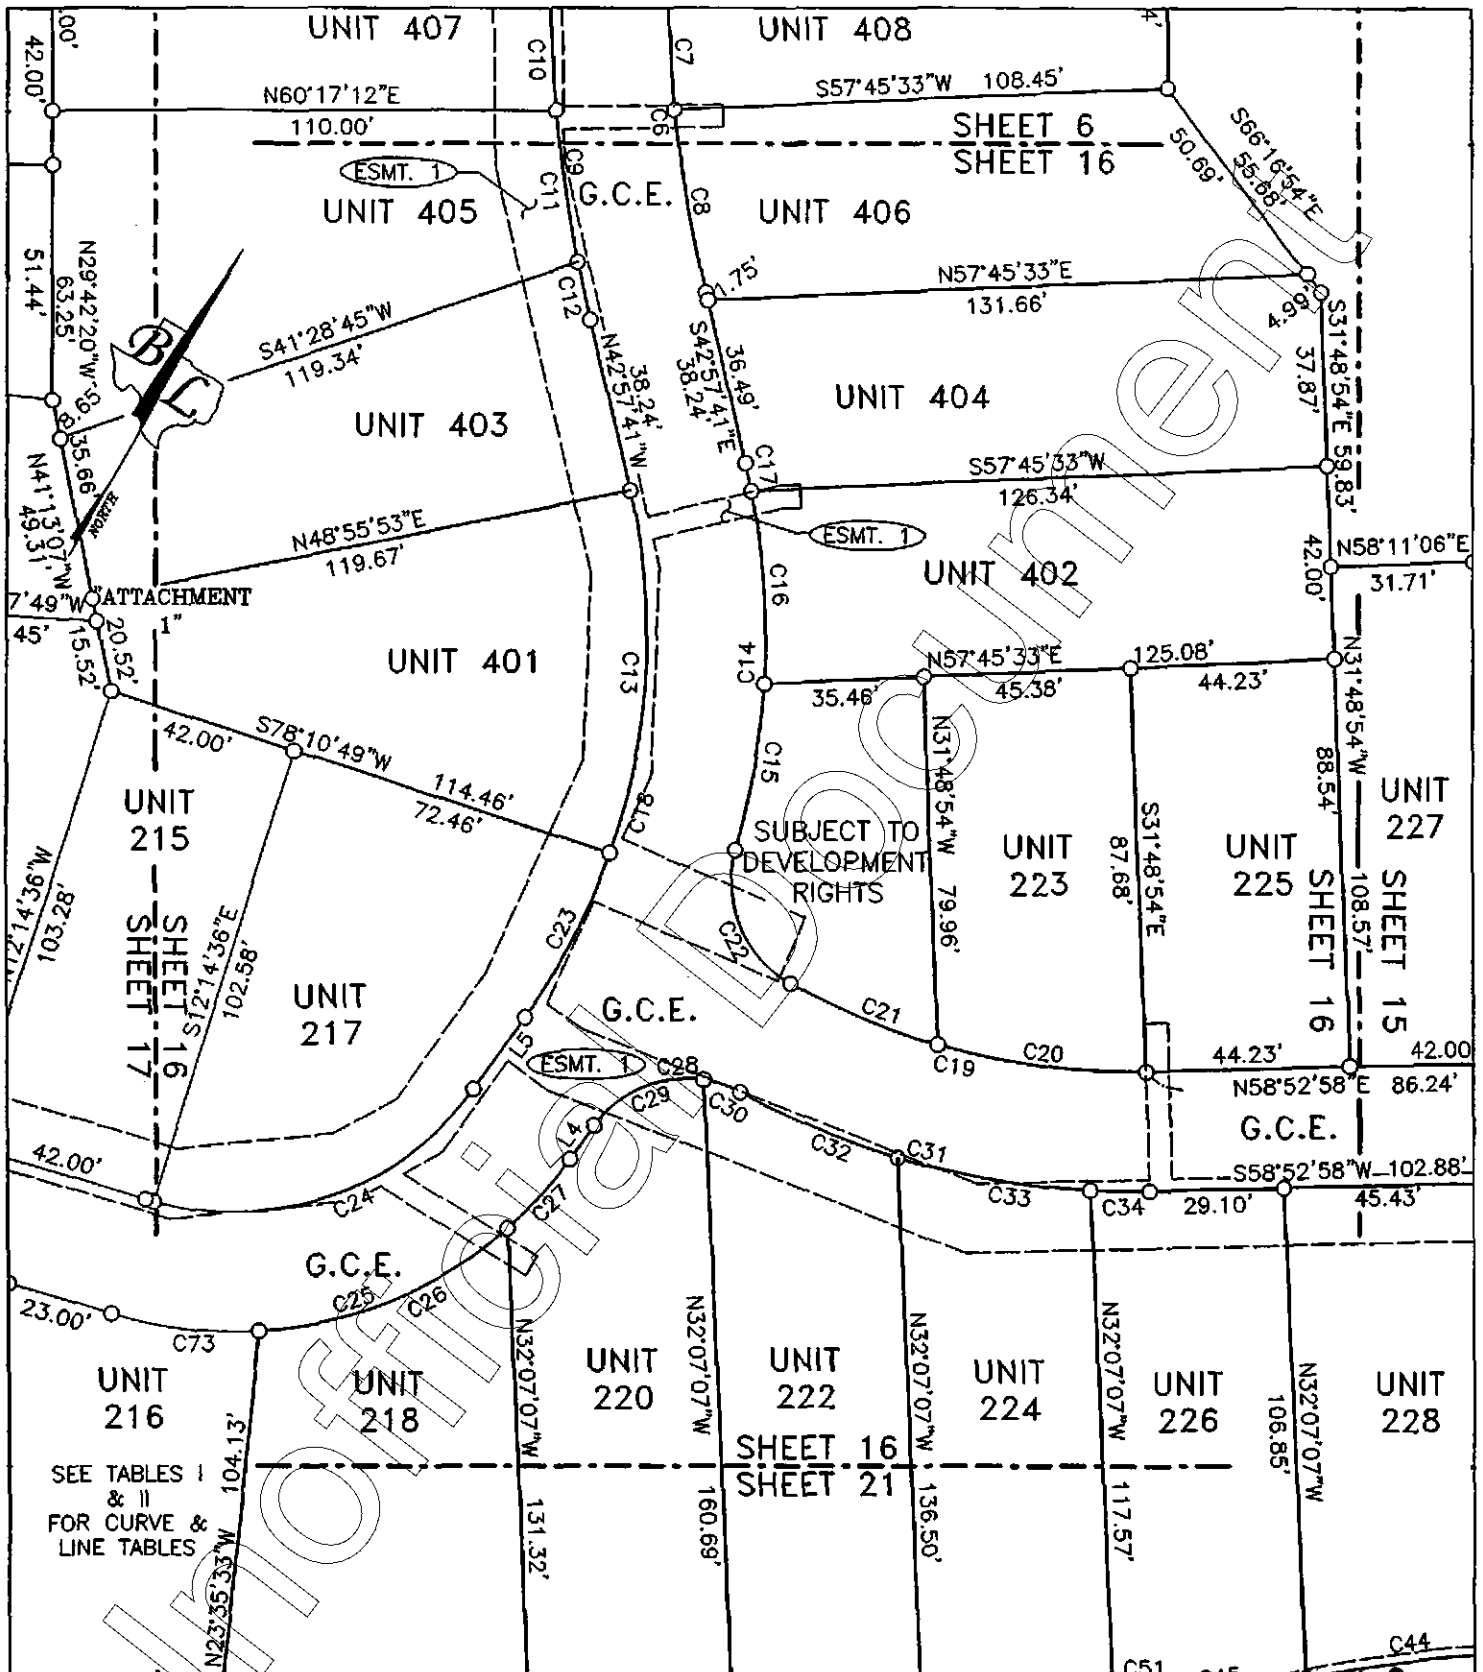 .00'
42.00'
UNIT 407
C10
C7
UNIT 408
4'
N60°17'12"E
110.00'
S57°45'33"W 108.45'
C6
SHEET 6
SHEET 16
S66°16'54"E
55.68'
50.69'
ESMT. 1
C9
C11
G.C.E.
C8
UNIT 405
UNIT 406
51.44'
N29°42'20"W
63.25'
1.75'
N57°45'33"E
131.66'
4.99'
C12
S41°28'45"W
119.34'
N42°57'41"W
38.24'
36.49'
S42°57'41"E
38.24'
S31°48'54"E 59.83'
37.87'
B
L
NORTH
8.65'
35.66'
N41°13'07"W
49.31'
UNIT 403
UNIT 404
C17
S57°45'33"W
126.34'
N48°55'53"E
119.67'
ESMT. 1
42.00'
N58°11'06"E
31.71'
7'49"W
45'
"ATTACHMENT
1"
UNIT 402
C16
20.52'
15.52'
UNIT 401
C13
C14
N57°45'33"E
125.08'
35.46'
45.38'
44.23'
S78°10'49"W
42.00'
114.46'
72.46'
C15
C18
N31°48'54"W 79.96'
S31°48'54"E
87.68'
N31°48'54"W
108.57'
88.54'
UNIT
215
UNIT
227
SUBJECT TO
DEVELOPMENT
RIGHTS
UNIT
223
UNIT
225
SHEET 16
SHEET 15
N12°14'36"W
103.28'
SHEET 17
SHEET 16
S12°14'36"E
102.58'
C23
C22
UNIT
217
G.C.E.
C21
C19
C20
44.23'
42.00
N58°52'58"E 86.24'
L5
ESMT. 1
C28
C29
C30
G.C.E.
L4
C32
C31
S58°52'58"W 102.88'
42.00'
C24
C27
C33
C34
29.10'
45.43'
G.C.E.
C25
C26
23.00'
C73
UNIT
216
UNIT
218
UNIT
220
UNIT
222
UNIT
224
UNIT
226
UNIT
228
N32°07'07"W
131.32'
N32°07'07"W
160.69'
N32°07'07"W
136.50'
N32°07'07"W
117.57'
N32°07'07"W
106.85'
SHEET 16
SHEET 21
SEE TABLES I
& II
FOR CURVE &
LINE TABLES
N23°35'33"W 104.13'
C51
C44
Unofficial Document